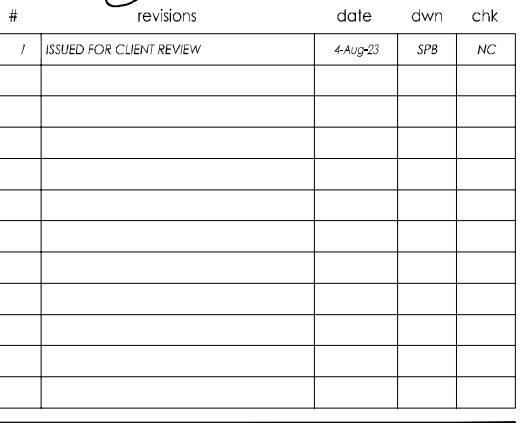 # revisions date dwn chk
1 ISSUED FOR CLIENT REVIEW 4-Aug-23 SPB NC